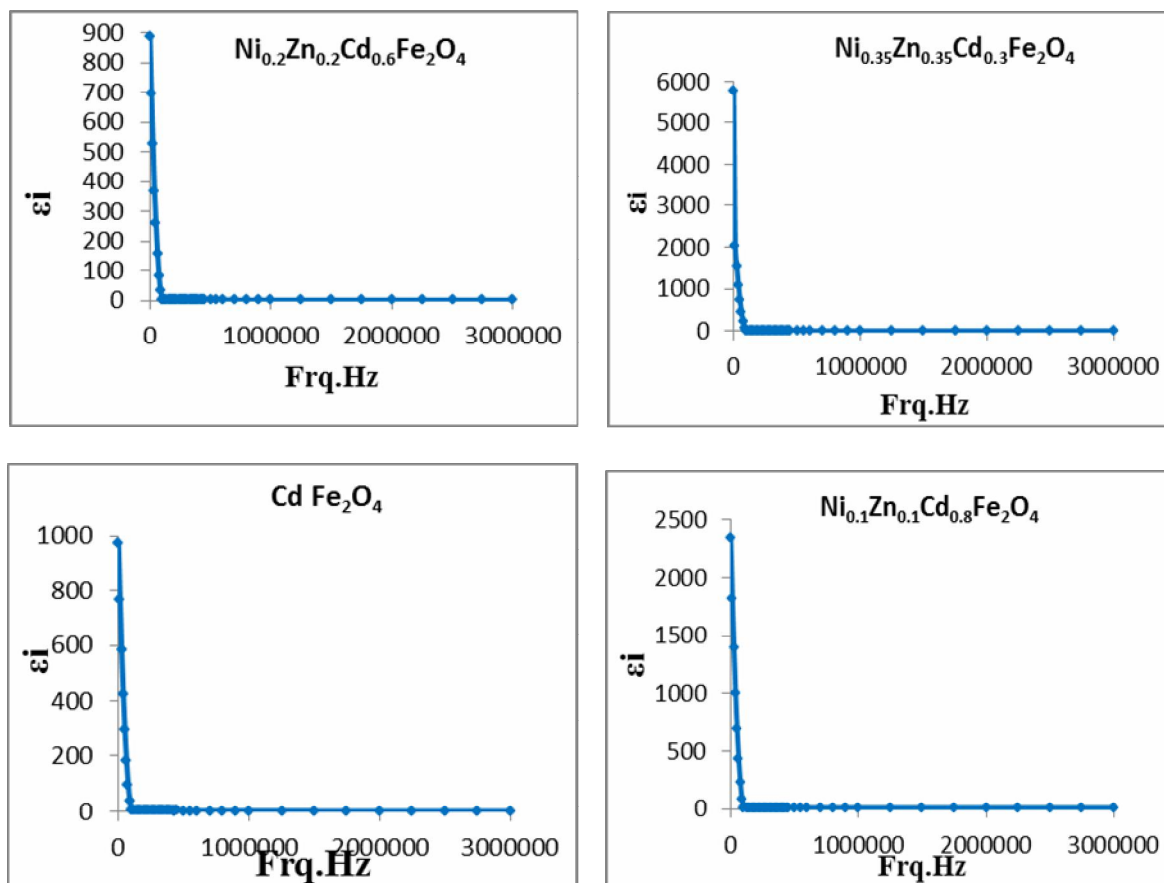 Ni0.2Zn0.2Cd0.6Fe2O4
900
800
700
600
500
400
300
200
100
0
εi
0 1000000 2000000 3000000
Frq.Hz
Ni0.35Zn0.35Cd0.3Fe2O4
6000
5000
4000
3000
2000
1000
0
εi
0 1000000 2000000 3000000
Frq.Hz
Cd Fe2O4
1000
800
600
400
200
0
εi
0 1000000 2000000 3000000
Frq.Hz
Ni0.1Zn0.1Cd0.8Fe2O4
2500
2000
1500
1000
500
0
εi
0 1000000 2000000 3000000
Frq.Hz